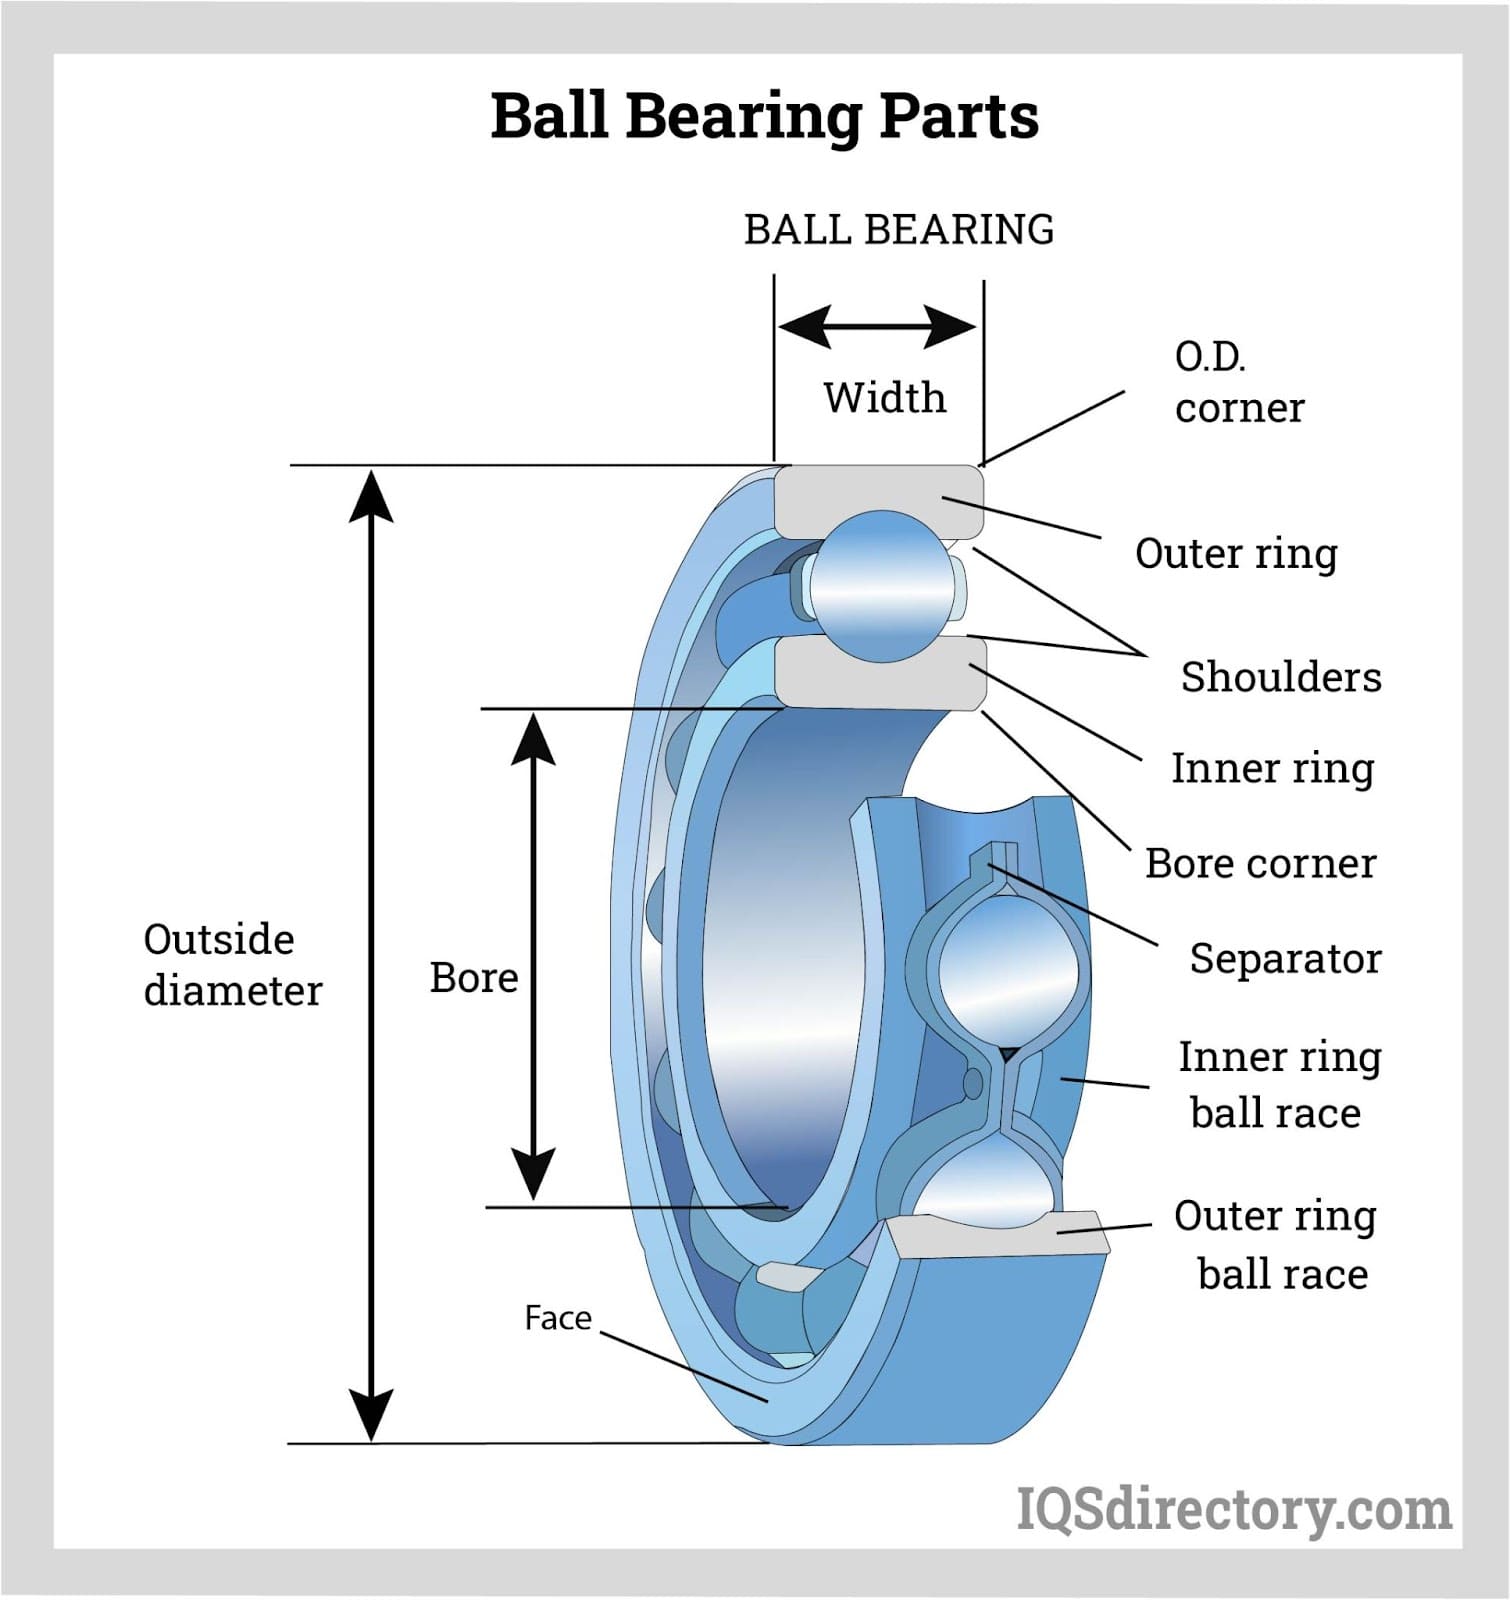 Ball Bearing Parts
BALL BEARING
Width
O.D.
corner
Outer ring
Shoulders
Inner ring
Bore corner
Separator
Inner ring
ball race
Outer ring
ball race
Outside
diameter
Bore
Face
IQSdirectory.com